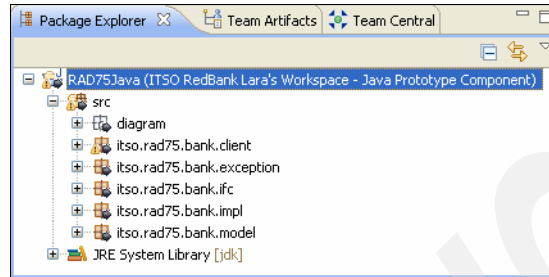 Package Explorer Team Artifacts Team Central
RAD75Java (ITSO RedBank Lara's Workspace - Java Prototype Component)
src
diagram
itso.rad75.bank.client
itso.rad75.bank.exception
itso.rad75.bank.ifc
itso.rad75.bank.impl
itso.rad75.bank.model
JRE System Library [jdk]